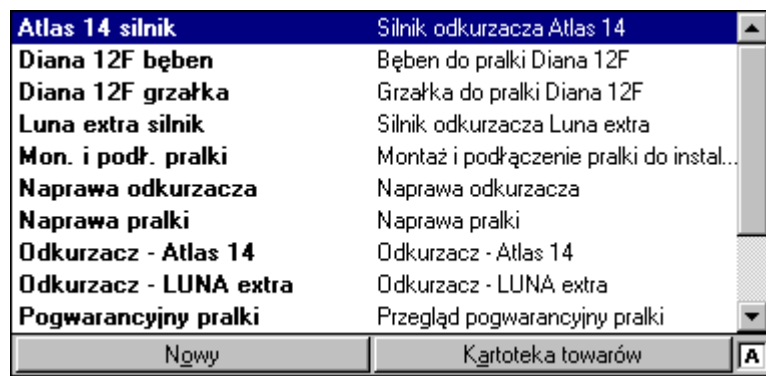 Atlas 14 silnik Silnik odkurzacza Atlas 14
Diana 12F bęben Bęben do pralki Diana 12F
Diana 12F grzałka Grzałka do pralki Diana 12F
Luna extra silnik Silnik odkurzacza Luna extra
Mon. i podł. pralki Montaż i podłączenie pralki do instal...
Naprawa odkurzacza Naprawa odkurzacza
Naprawa pralki Naprawa pralki
Odkurzacz - Atlas 14 Odkurzacz - Atlas 14
Odkurzacz - LUNA extra Odkurzacz - LUNA extra
Pogwarancyjny pralki Przegląd pogwarancyjny pralki
Nowy Kartoteka towarów A